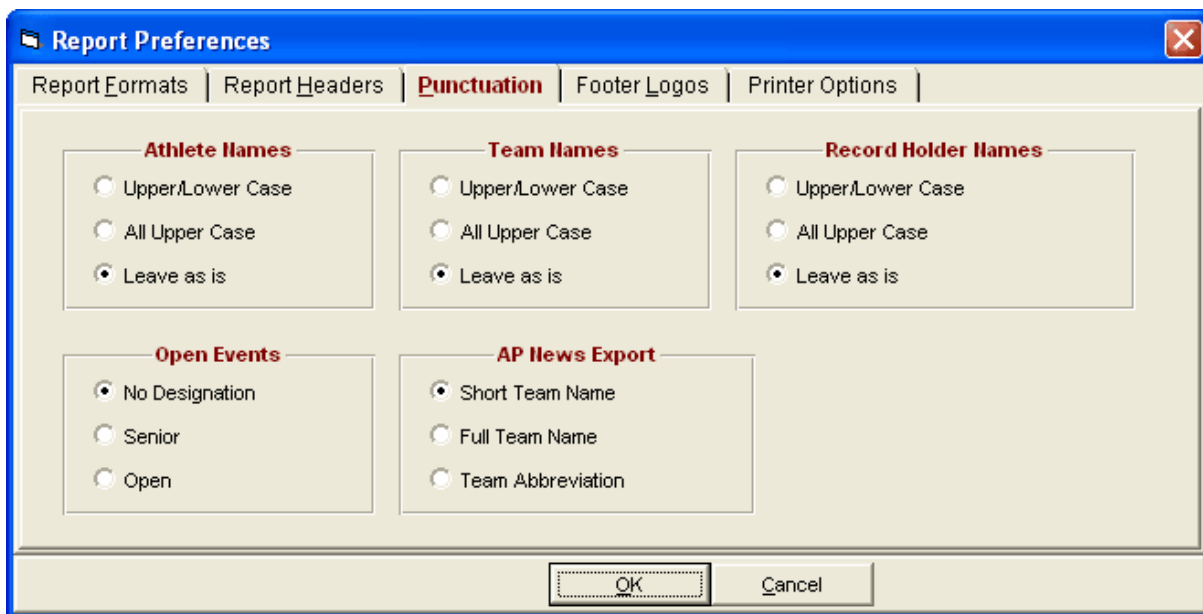 Report Preferences
Report Formats Report Headers Punctuation Footer Logos Printer Options
Athlete Names Team Names Record Holder Names
Upper/Lower Case Upper/Lower Case Upper/Lower Case
All Upper Case All Upper Case All Upper Case
Leave as is Leave as is Leave as is
Open Events AP News Export
No Designation Short Team Name
Senior Full Team Name
Open Team Abbreviation
OK Cancel